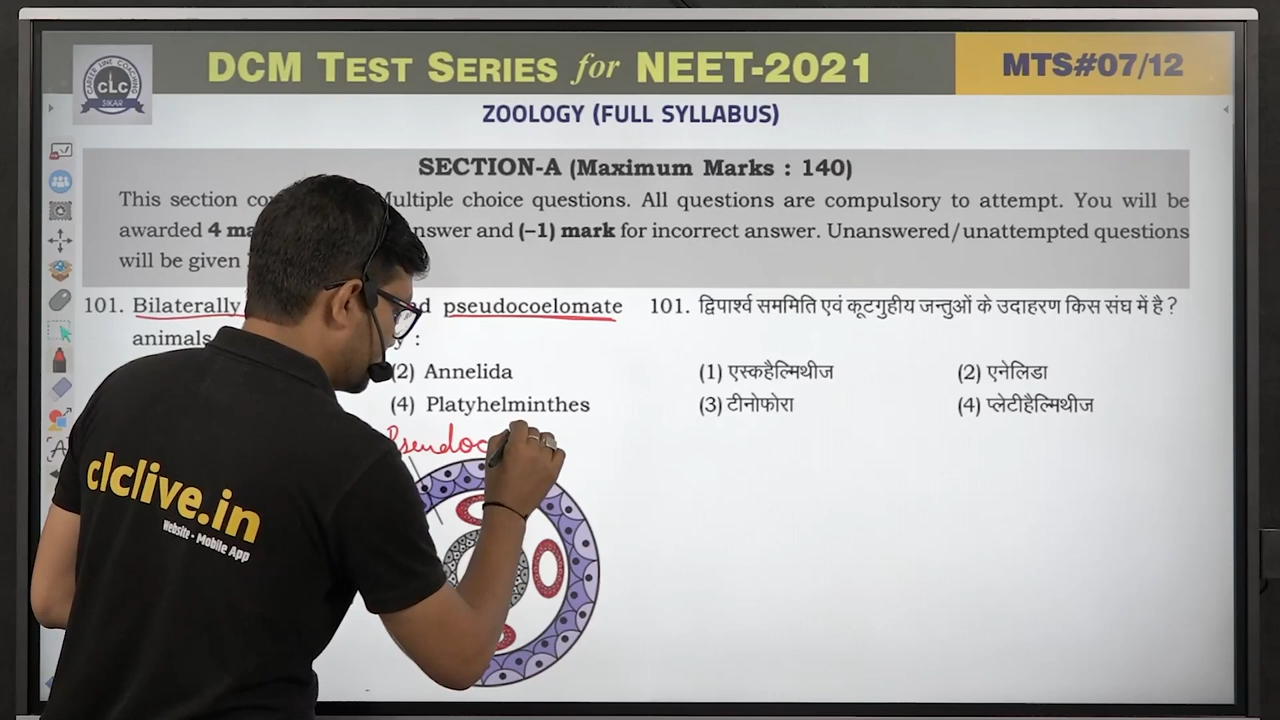 CAREER LINE COACHING
CLC
SIKAR
DCM TEST SERIES for NEET-2021
MTS#07/12
ZOOLOGY (FULL SYLLABUS)
SECTION-A (Maximum Marks : 140)
This section Multiple choice questions. All questions are compulsory to attempt. You will be
awarded 4 answer and (–1) mark for incorrect answer. Unanswered/unattempted questions
will be given
101. Bilaterally pseudocoelomate
animals :
(2) Annelida
(4) Platyhelminthes
101. द्विपार्श्व सममिति एवं कूटगुहीय जन्तुओं के उदाहरण किस संघ में है ?
(1) एस्कहैल्मिथीज (2) एनेलिडा
(3) टीनोफोरा (4) प्लेटीहैल्मिथीज
Pseudoc
clclive.in
Website - Mobile App